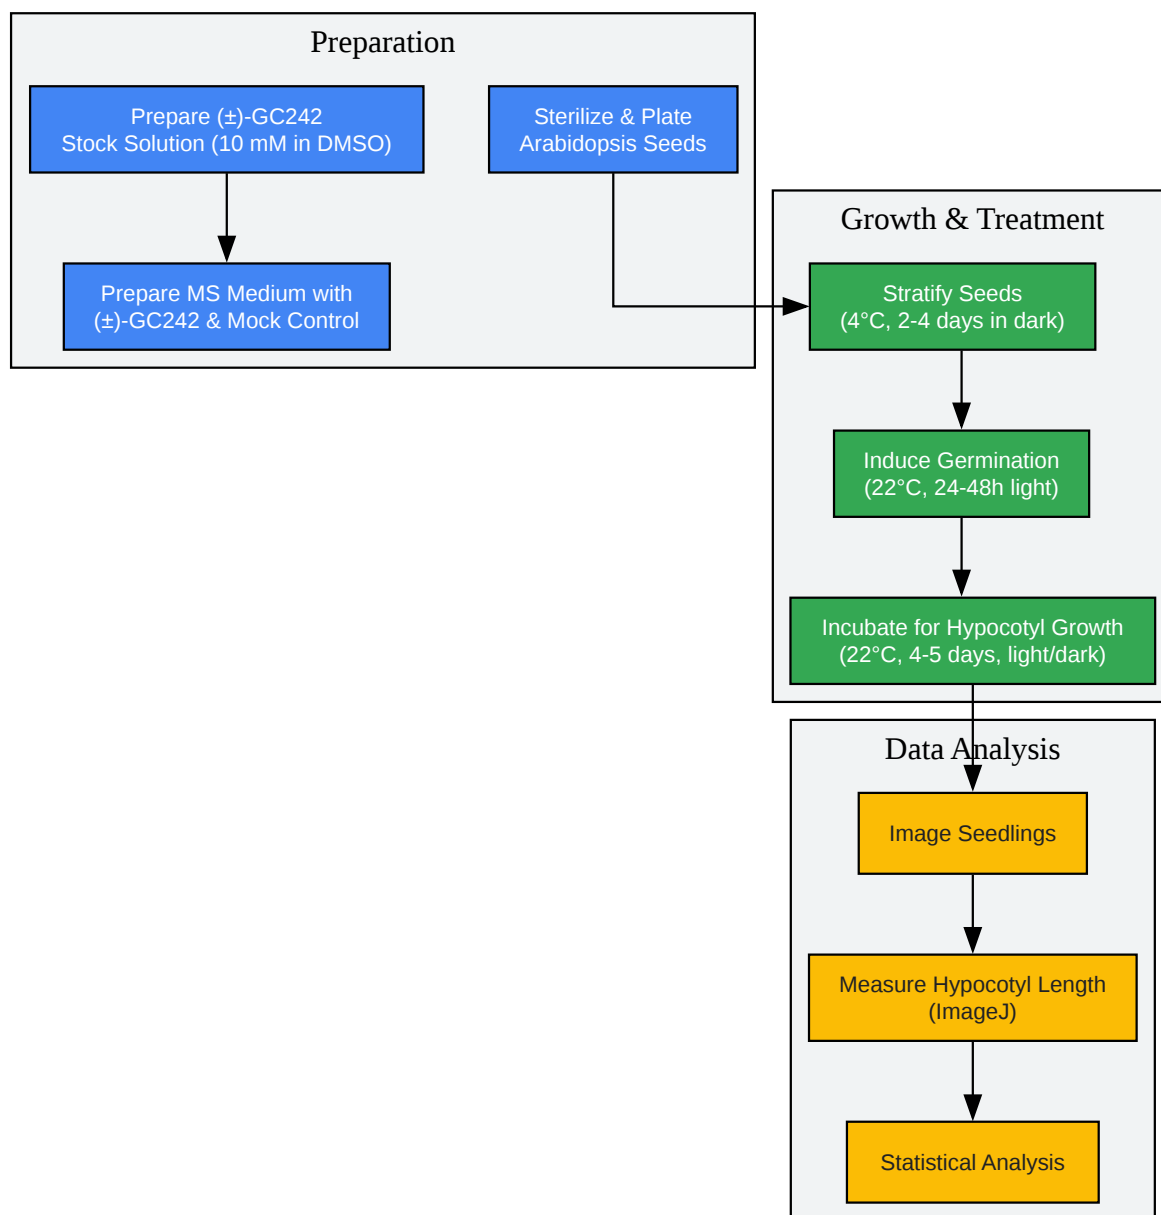 Preparation
Prepare (±)-GC242
Stock Solution (10 mM in DMSO)
Sterilize & Plate
Arabidopsis Seeds
Prepare MS Medium with
(±)-GC242 & Mock Control
Growth & Treatment
Stratify Seeds
(4°C, 2-4 days in dark)
Induce Germination
(22°C, 24-48h light)
Incubate for Hypocotyl Growth
(22°C, 4-5 days, light/dark)
Data Analysis
Image Seedlings
Measure Hypocotyl Length
(ImageJ)
Statistical Analysis